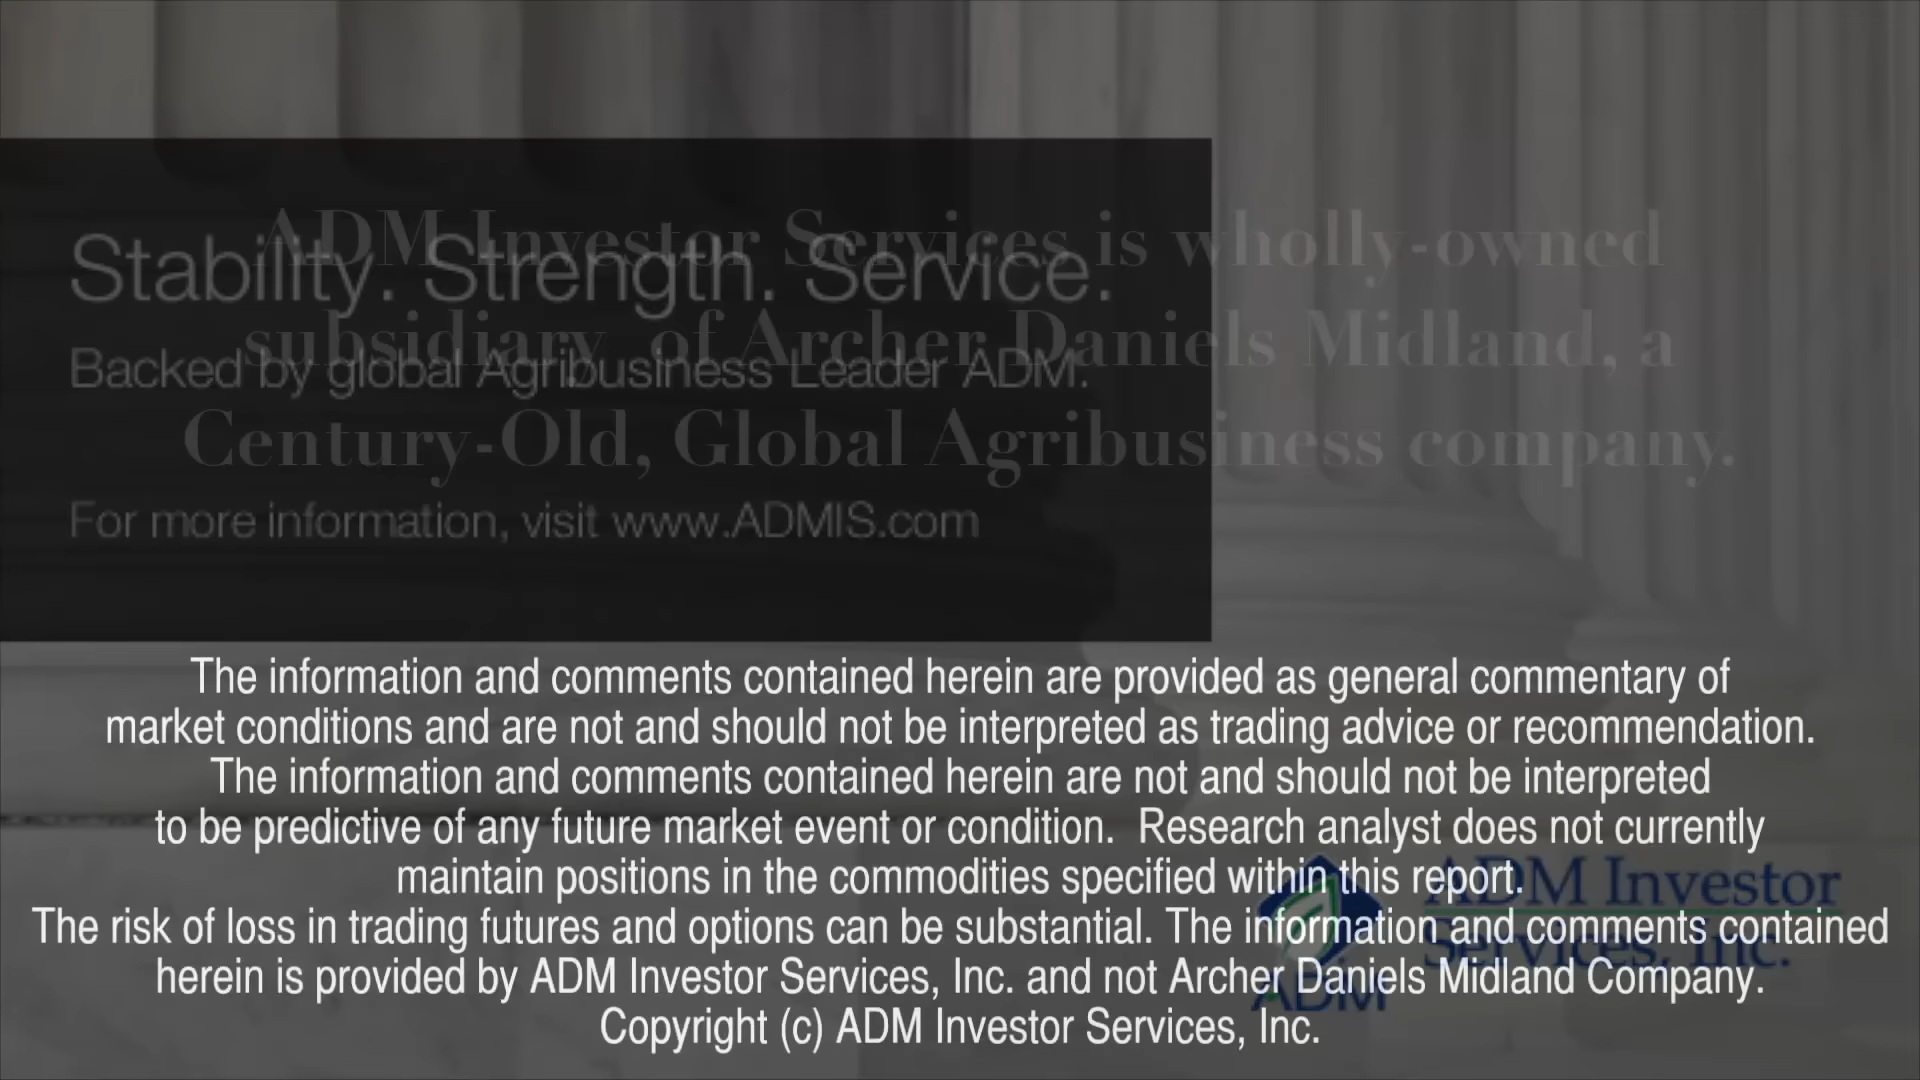 ADM Investor Services is wholly-owned
subsidiary of Archer Daniels Midland, a
Century-Old, Global Agribusiness company.
Stability. Strength. Service.
Backed by global Agribusiness Leader ADM.
For more information, visit www.ADMIS.com
The information and comments contained herein are provided as general commentary of
market conditions and are not and should not be interpreted as trading advice or recommendation.
The information and comments contained herein are not and should not be interpreted
to be predictive of any future market event or condition. Research analyst does not currently
maintain positions in the commodities specified within this report.
The risk of loss in trading futures and options can be substantial. The information and comments contained
herein is provided by ADM Investor Services, Inc. and not Archer Daniels Midland Company.
Copyright (c) ADM Investor Services, Inc.
ADM Investor
Services, Inc.
ADM